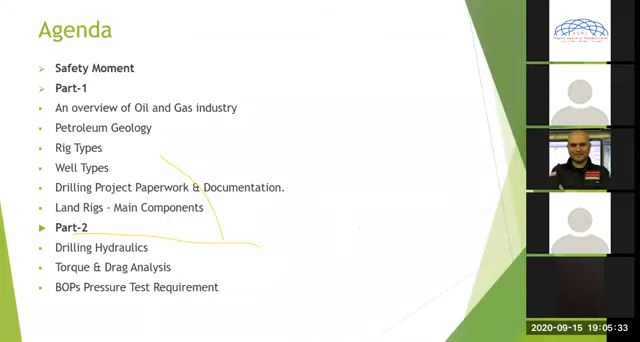 Agenda
Safety Moment
Part-1
An overview of Oil and Gas industry
Petroleum Geology
Rig Types
Well Types
Drilling Project Paperwork & Documentation.
Land Rigs - Main Components
Part-2
Drilling Hydraulics
Torque & Drag Analysis
BOPs Pressure Test Requirement
2020-09-15 19:05:33